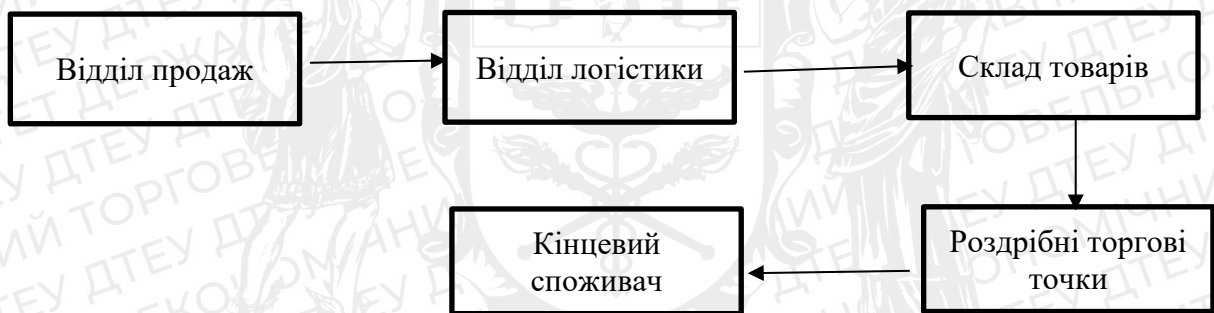 Відділ продаж
Відділ логістики
Склад товарів
Роздрібні торгові
точки
Кінцевий
споживач